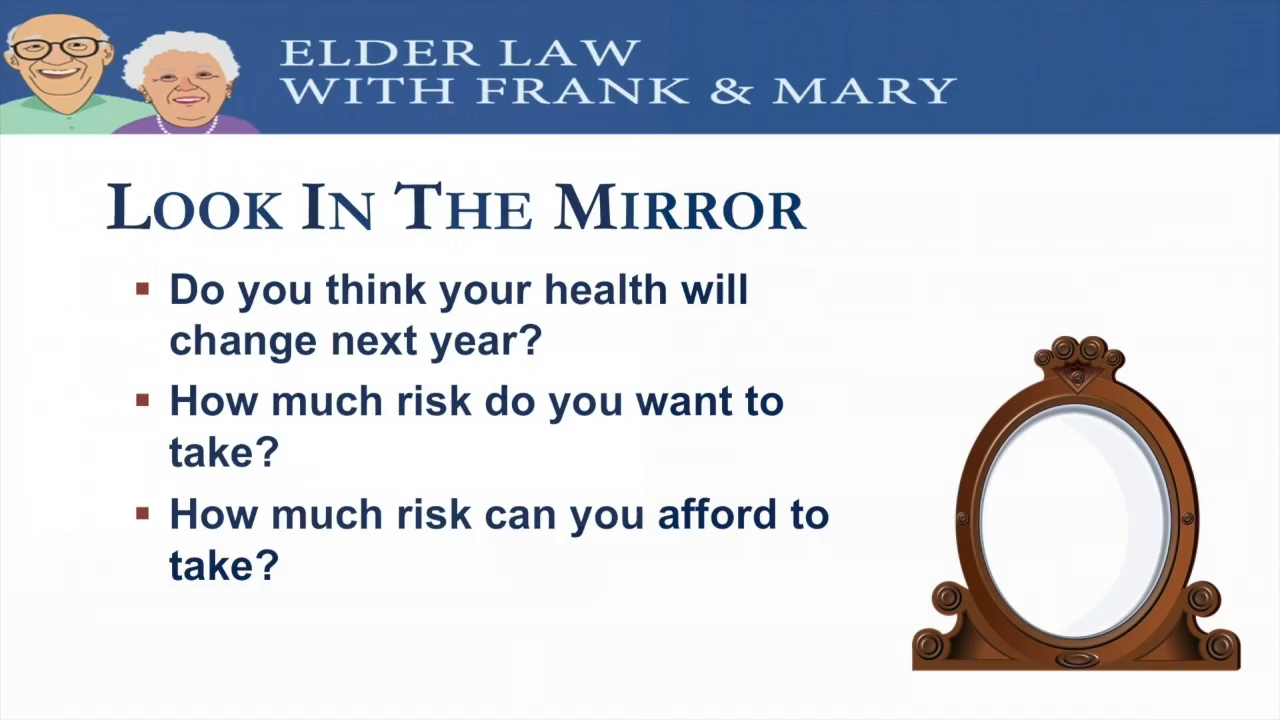 ELDER LAW
WITH FRANK & MARY
LOOK IN THE MIRROR
▪ Do you think your health will
change next year?
▪ How much risk do you want to
take?
▪ How much risk can you afford to
take?